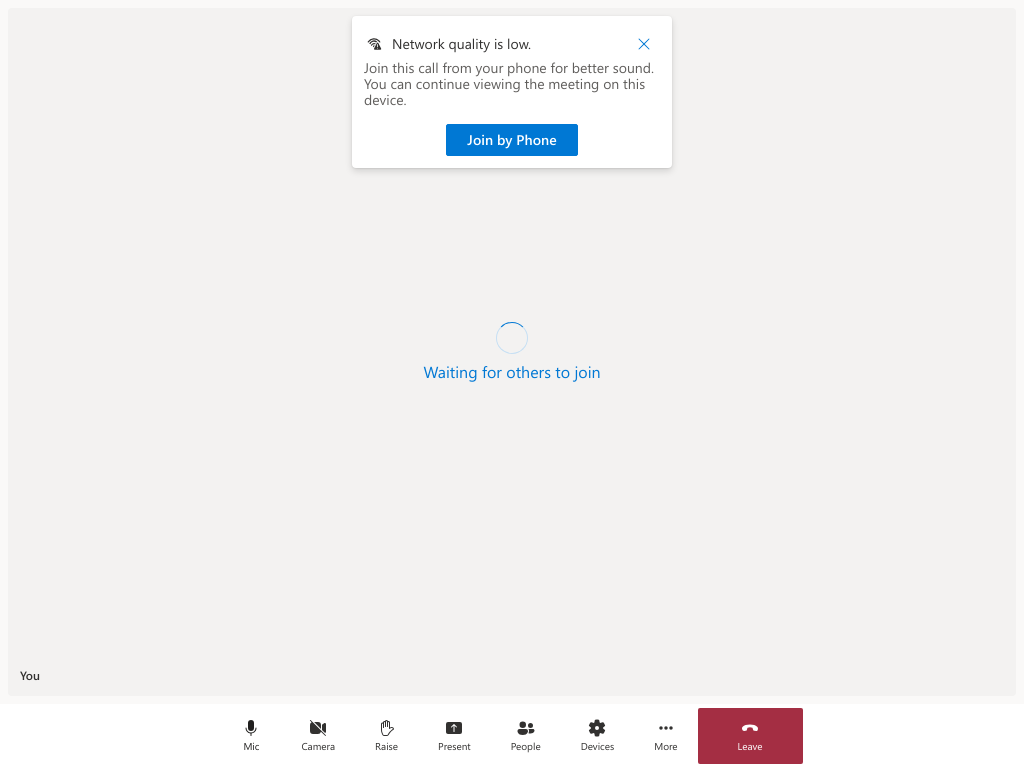 Network quality is low.
Join this call from your phone for better sound.
You can continue viewing the meeting on this
device.
Join by Phone
Waiting for others to join
You
Mic
Camera
Raise
Present
People
Devices
More
Leave